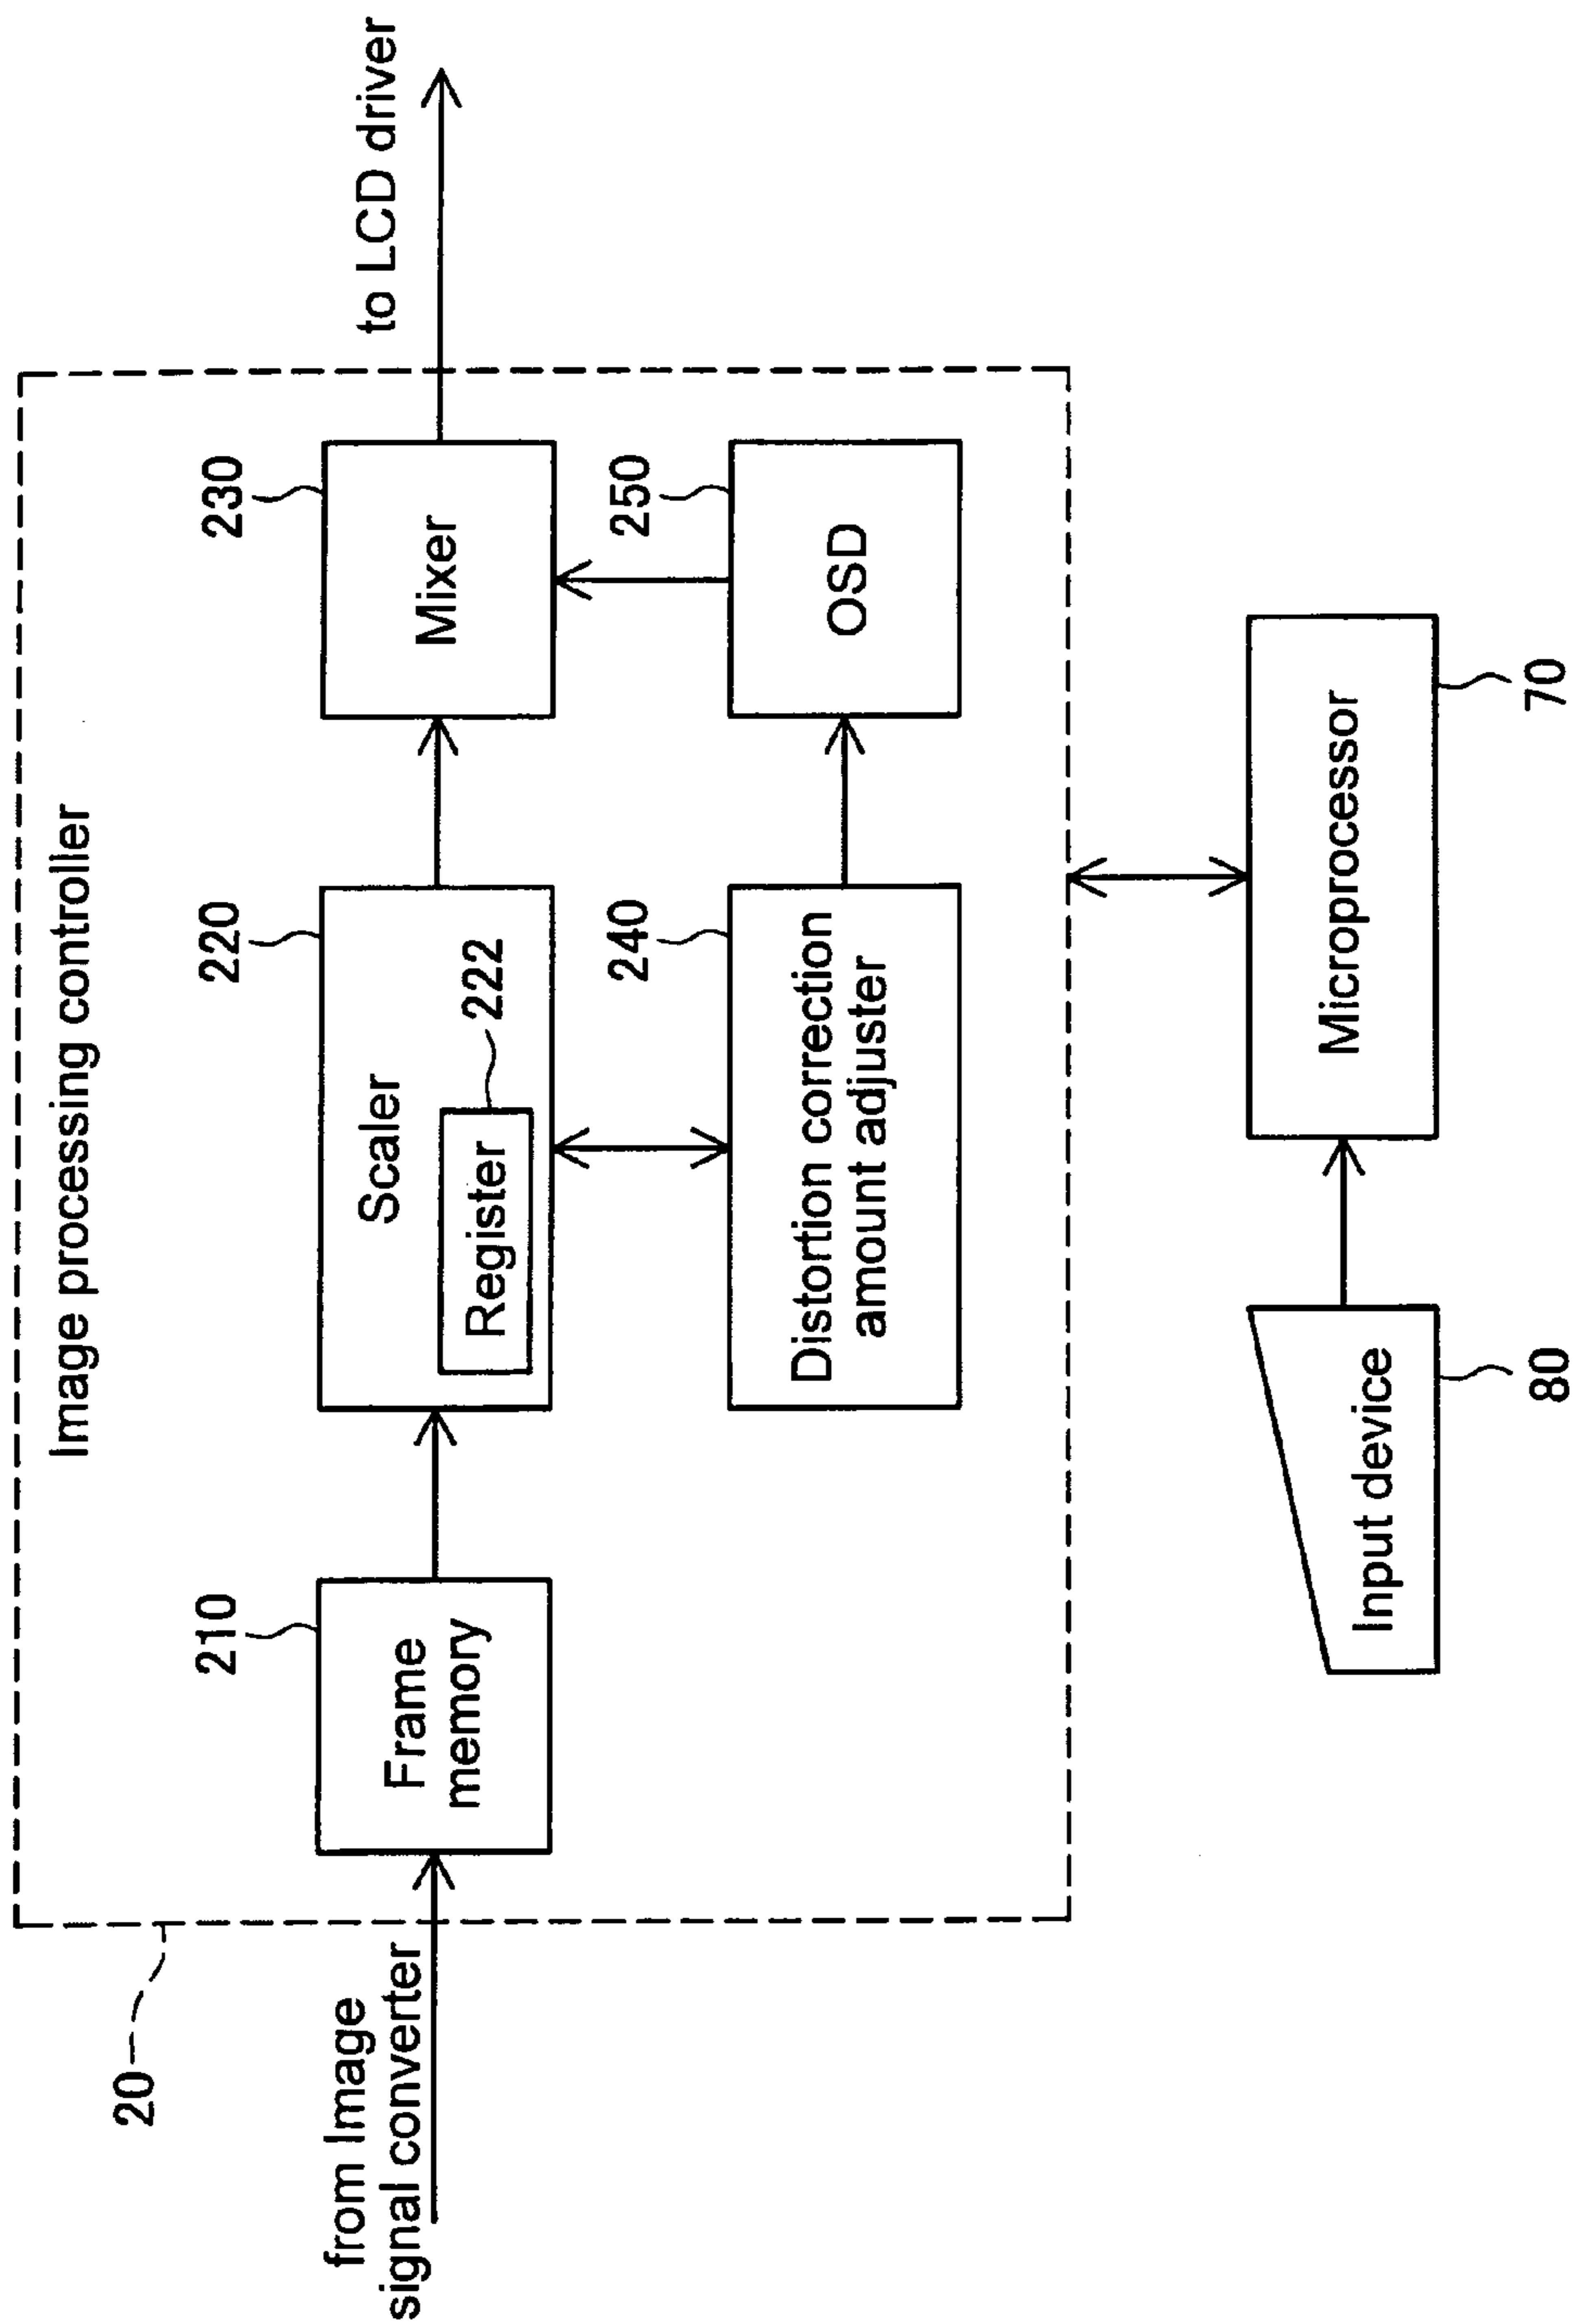 Image processing controller
20
from Image
signal converter
to LCD driver
210
Frame
memory
220
Scaler
Register
222
230
Mixer
240
Distortion correction
amount adjuster
250
OSD
Input device
80
Microprocessor
70